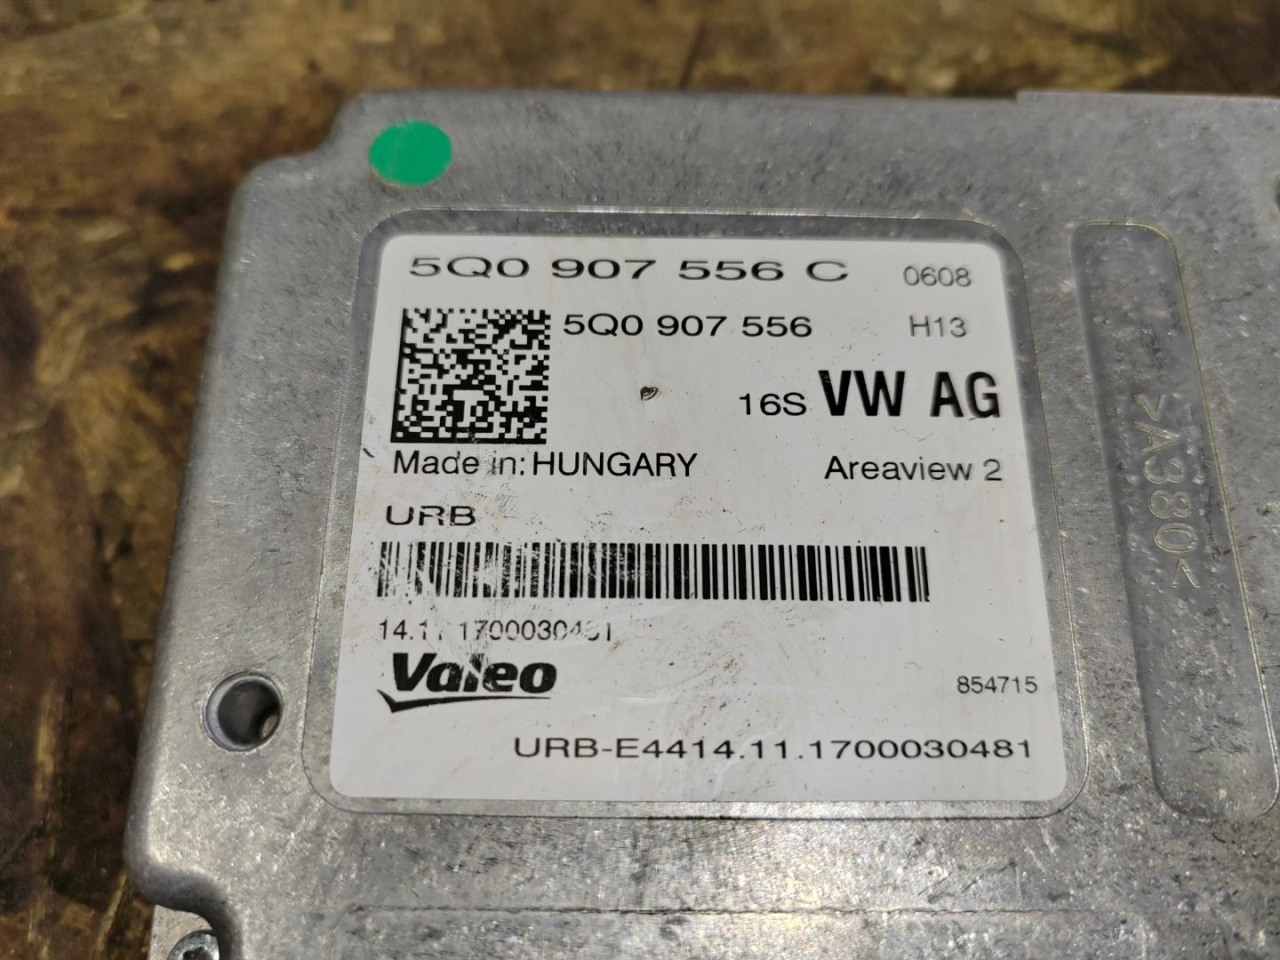 5Q0 907 556 C 0608
5Q0 907 556 H13
16S VW AG
Made in: HUNGARY Areaview 2
URB
Valeo
854715
URB-E4414.11.1700030481
>A380<